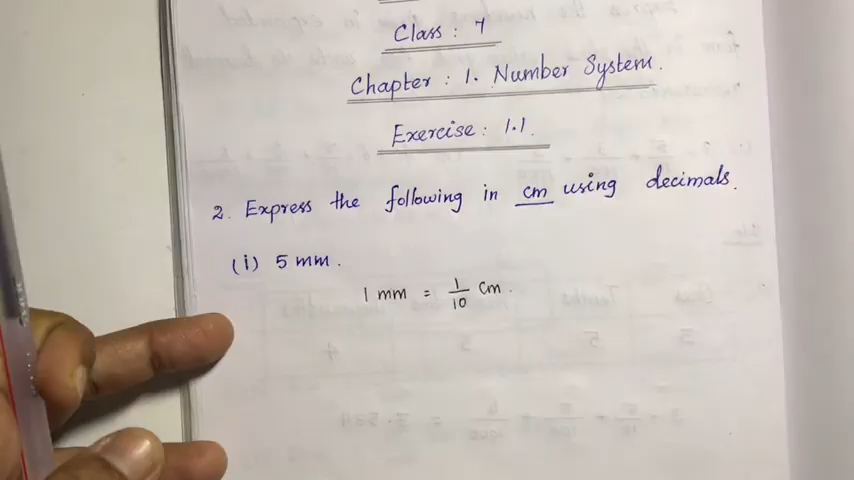 Class : 7
Chapter : 1. Number System.
Exercise : 1.1.
2. Express the following in cm using decimals.
(i) 5 mm.
1 mm = 1/10 cm.